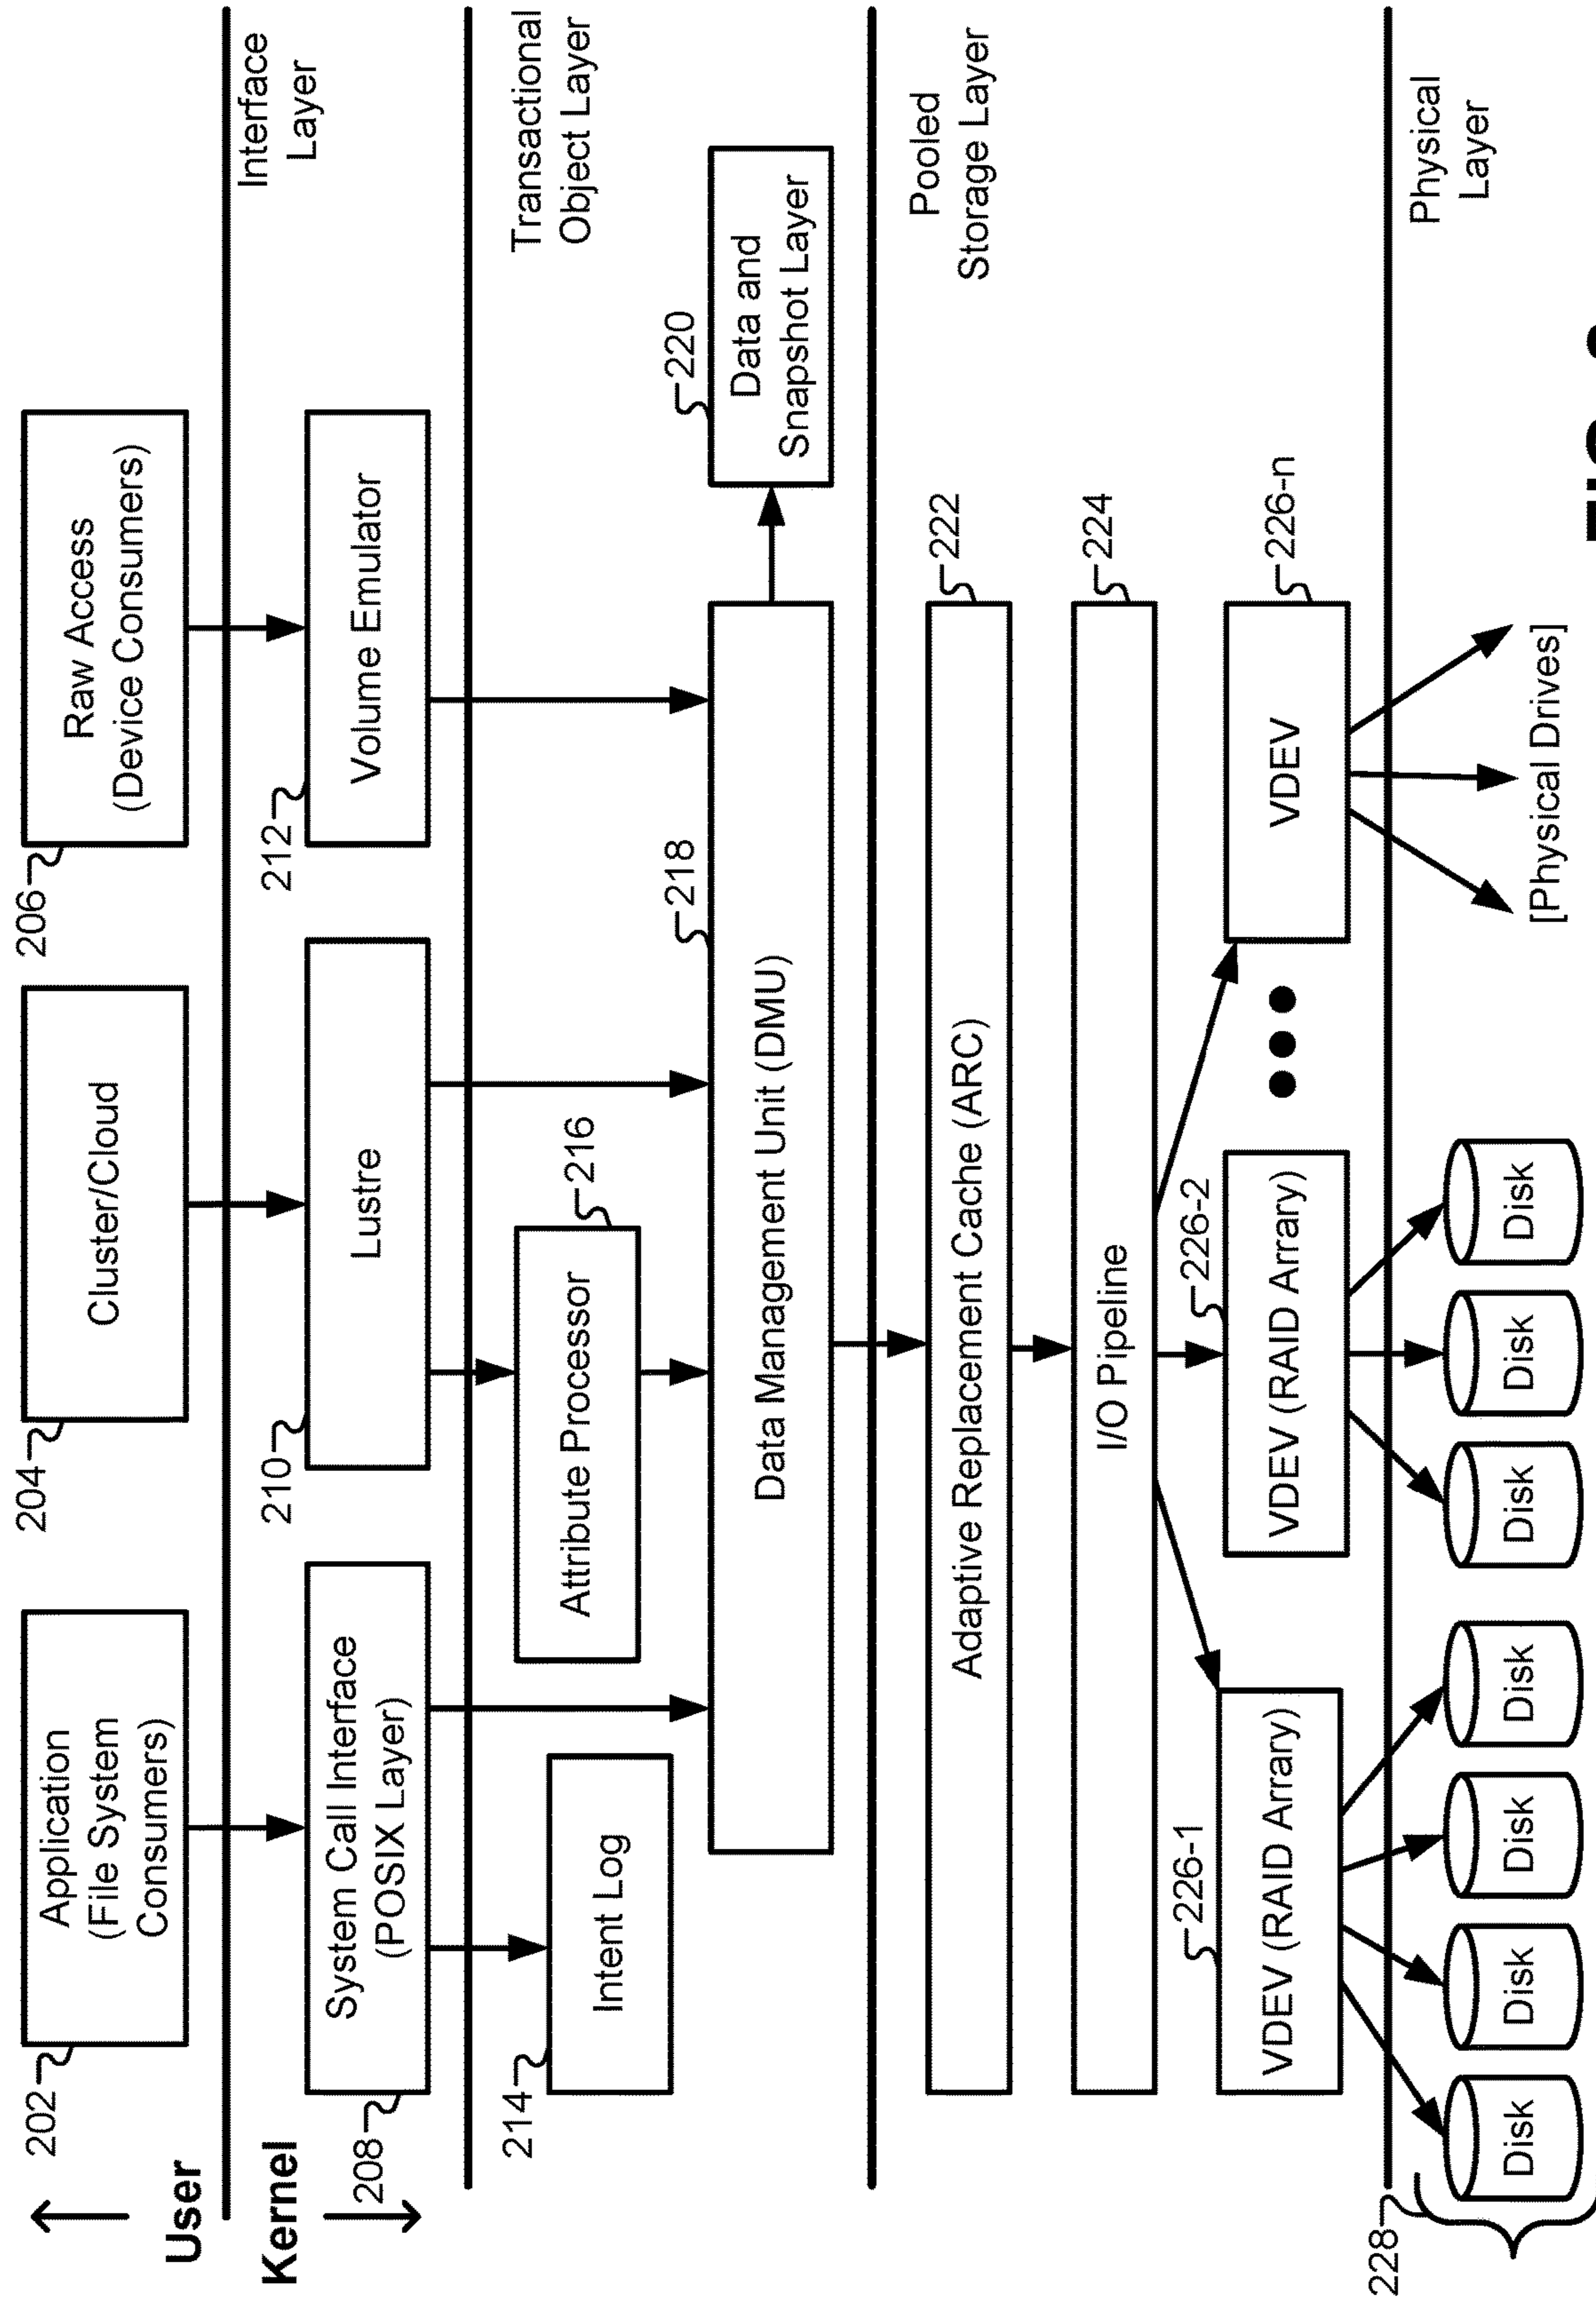 202
Application
(File System
Consumers)
204
Cluster/Cloud
206
Raw Access
(Device Consumers)
User
Kernel
Interface
Layer
208
System Call Interface
(POSIX Layer)
210
Lustre
212
Volume Emulator
Transactional
Object Layer
214
Intent Log
Attribute Processor
216
218
Data Management Unit (DMU)
220
Data and
Snapshot Layer
Pooled
Storage Layer
Adaptive Replacement Cache (ARC)
222
I/O Pipeline
224
226-1
VDEV (RAID Arrary)
226-2
VDEV (RAID Arrary)
VDEV
226-n
Physical
Layer
228
Disk
Disk
Disk
Disk
Disk
Disk
Disk
[Physical Drives]